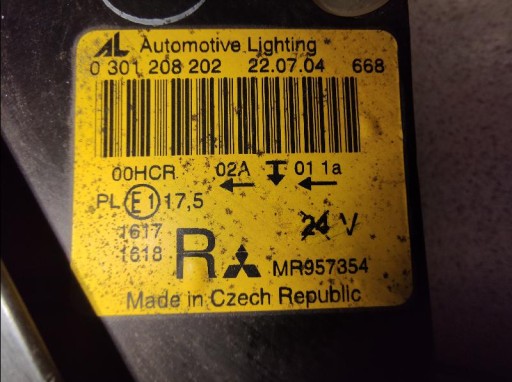 AL Automotive Lighting
0 301 208 202 22.07.04 668
00HCR 02A 01 1a
PL E1 17,5
1617
1618
24 V
R MR957354
Made in Czech Republic